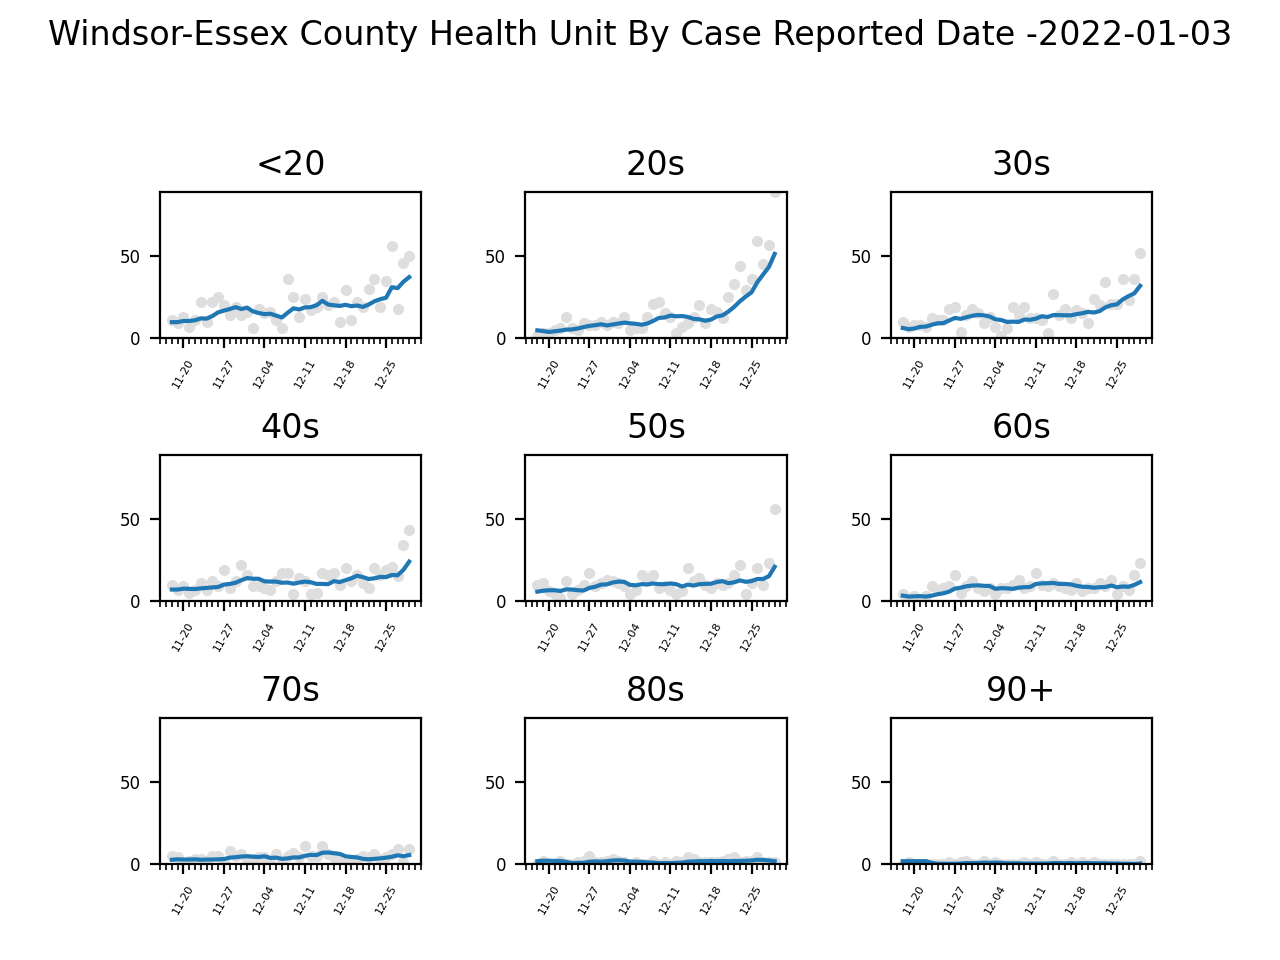 Windsor-Essex County Health Unit By Case Reported Date -2022-01-03
<20 20s 30s
50 50 50
0 0 0
11-20 11-27 12-04 12-11 12-18 12-25 11-20 11-27 12-04 12-11 12-18 12-25 11-20 11-27 12-04 12-11 12-18 12-25
40s 50s 60s
50 50 50
0 0 0
11-20 11-27 12-04 12-11 12-18 12-25 11-20 11-27 12-04 12-11 12-18 12-25 11-20 11-27 12-04 12-11 12-18 12-25
70s 80s 90+
50 50 50
0 0 0
11-20 11-27 12-04 12-11 12-18 12-25 11-20 11-27 12-04 12-11 12-18 12-25 11-20 11-27 12-04 12-11 12-18 12-25